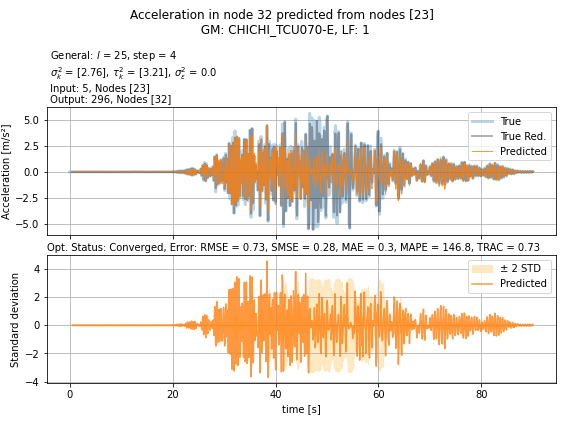 Acceleration in node 32 predicted from nodes [23]
GM: CHICHI_TCU070-E, LF: 1
General: l = 25, step = 4
σ²ₖ = [2.76], τ²ₖ = [3.21], σ²ε = 0.0
Input: 5, Nodes [23]
Output: 296, Nodes [32]
Acceleration [m/s²]
5.0
2.5
0.0
−2.5
−5.0
True
True Red.
Predicted
Opt. Status: Converged, Error: RMSE = 0.73, SMSE = 0.28, MAE = 0.3, MAPE = 146.8, TRAC = 0.73
Standard deviation
4
2
0
−2
−4
± 2 STD
Predicted
0 20 40 60 80
time [s]